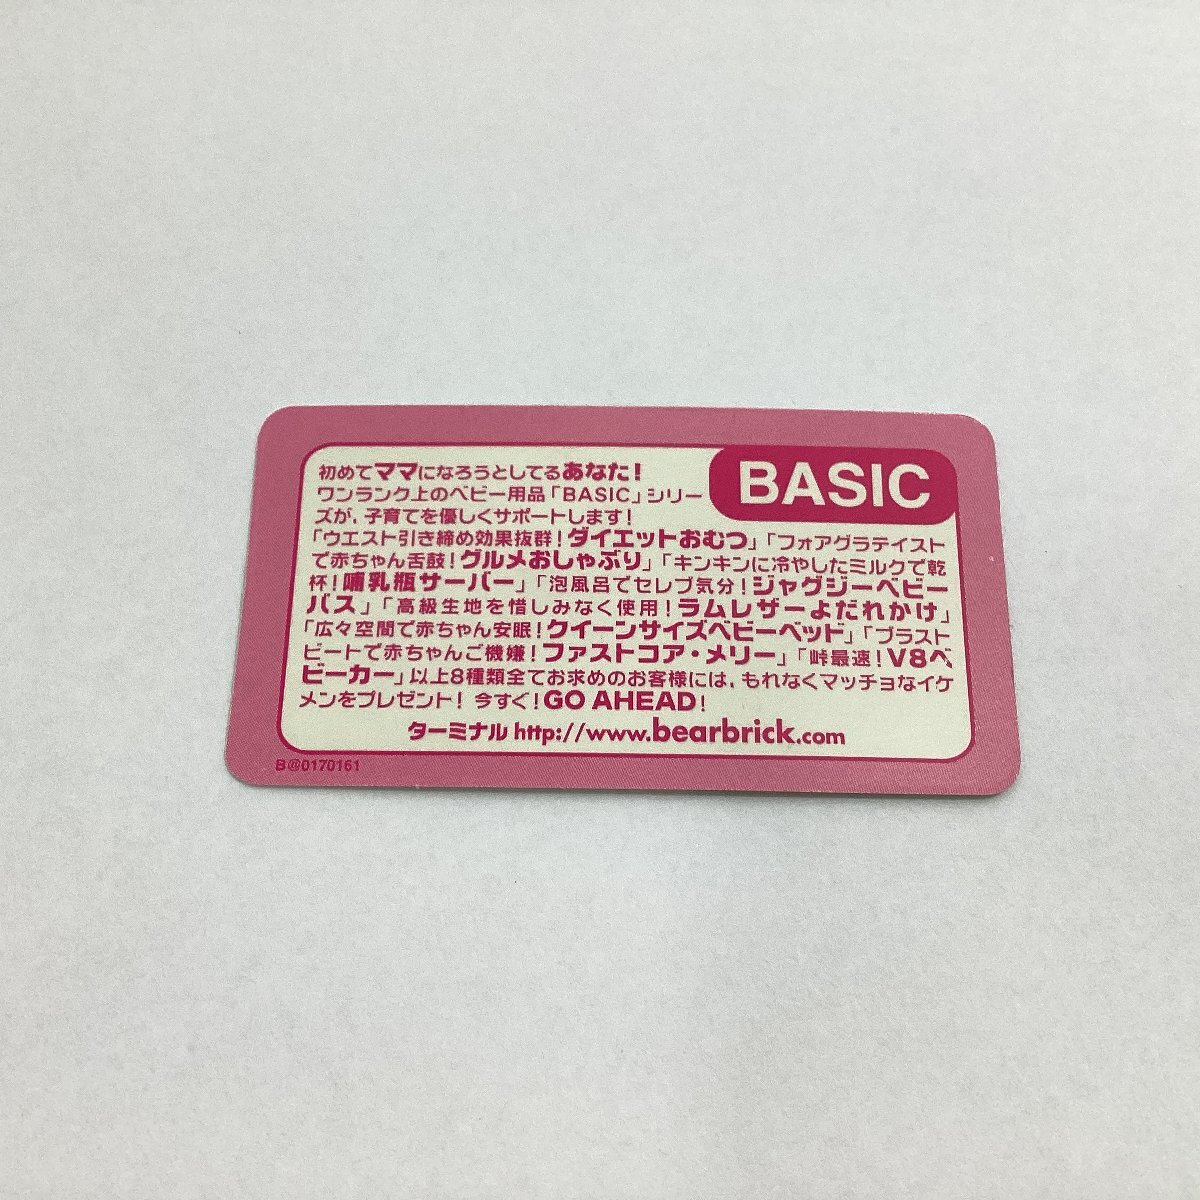 BASIC
初めてママになろうとしてるあなた!
ワンランク上のベビー用品「BASIC」シリー
ズが、子育てを優しくサポートします!
「ウエスト引き締め効果抜群!ダイエットおむつ」「フォアグラテイスト
で赤ちゃん舌鼓!グルメおしゃぶり」「キンキンに冷やしたミルクで乾
杯!哺乳瓶サーバー」「泡風呂でセレブ気分!ジャグジーベビー
バス」「高級生地を惜しみなく使用!ラムレザーよだれかけ」
「広々空間で赤ちゃん安眠!クイーンサイズベビーベッド」「ブラスト
ビートで赤ちゃんご機嫌!ファストコア・メリー」「峠最速!V8ベ
ビーカー」以上8種類全てお求めのお客様には、もれなくマッチョなイケ
メンをプレゼント! 今すぐ!GO AHEAD!
ターミナル http://www.bearbrick.com
B@0170161